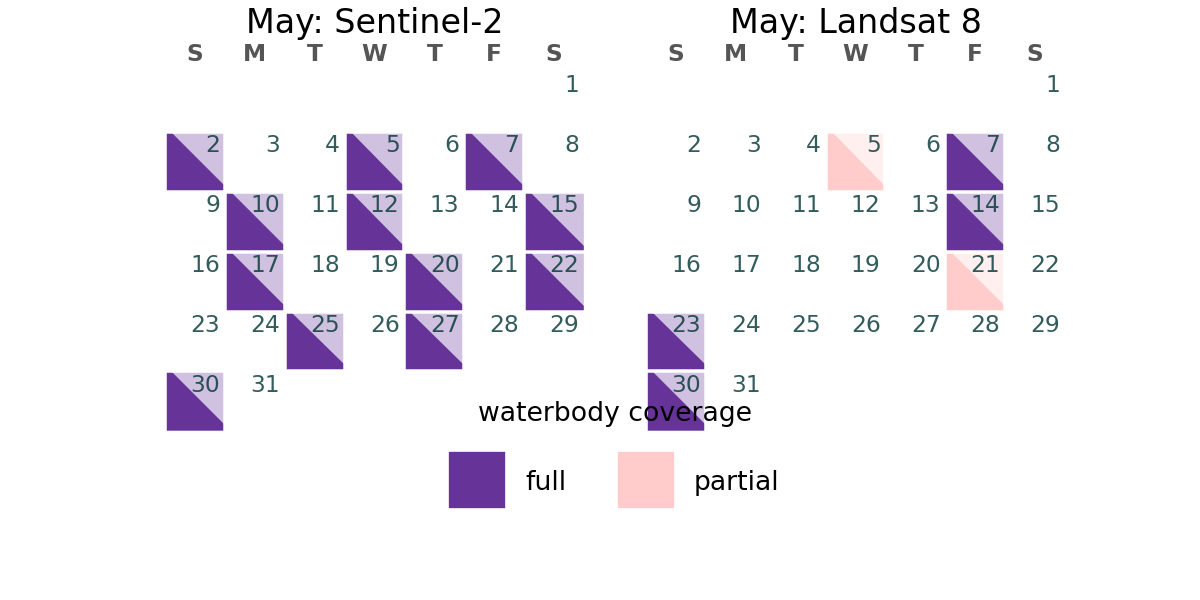 May: Sentinel-2
S M T W T F S
1
2 3 4 5 6 7 8
9 10 11 12 13 14 15
16 17 18 19 20 21 22
23 24 25 26 27 28 29
30 31
May: Landsat 8
S M T W T F S
1
2 3 4 5 6 7 8
9 10 11 12 13 14 15
16 17 18 19 20 21 22
23 24 25 26 27 28 29
30 31
waterbody coverage
full partial